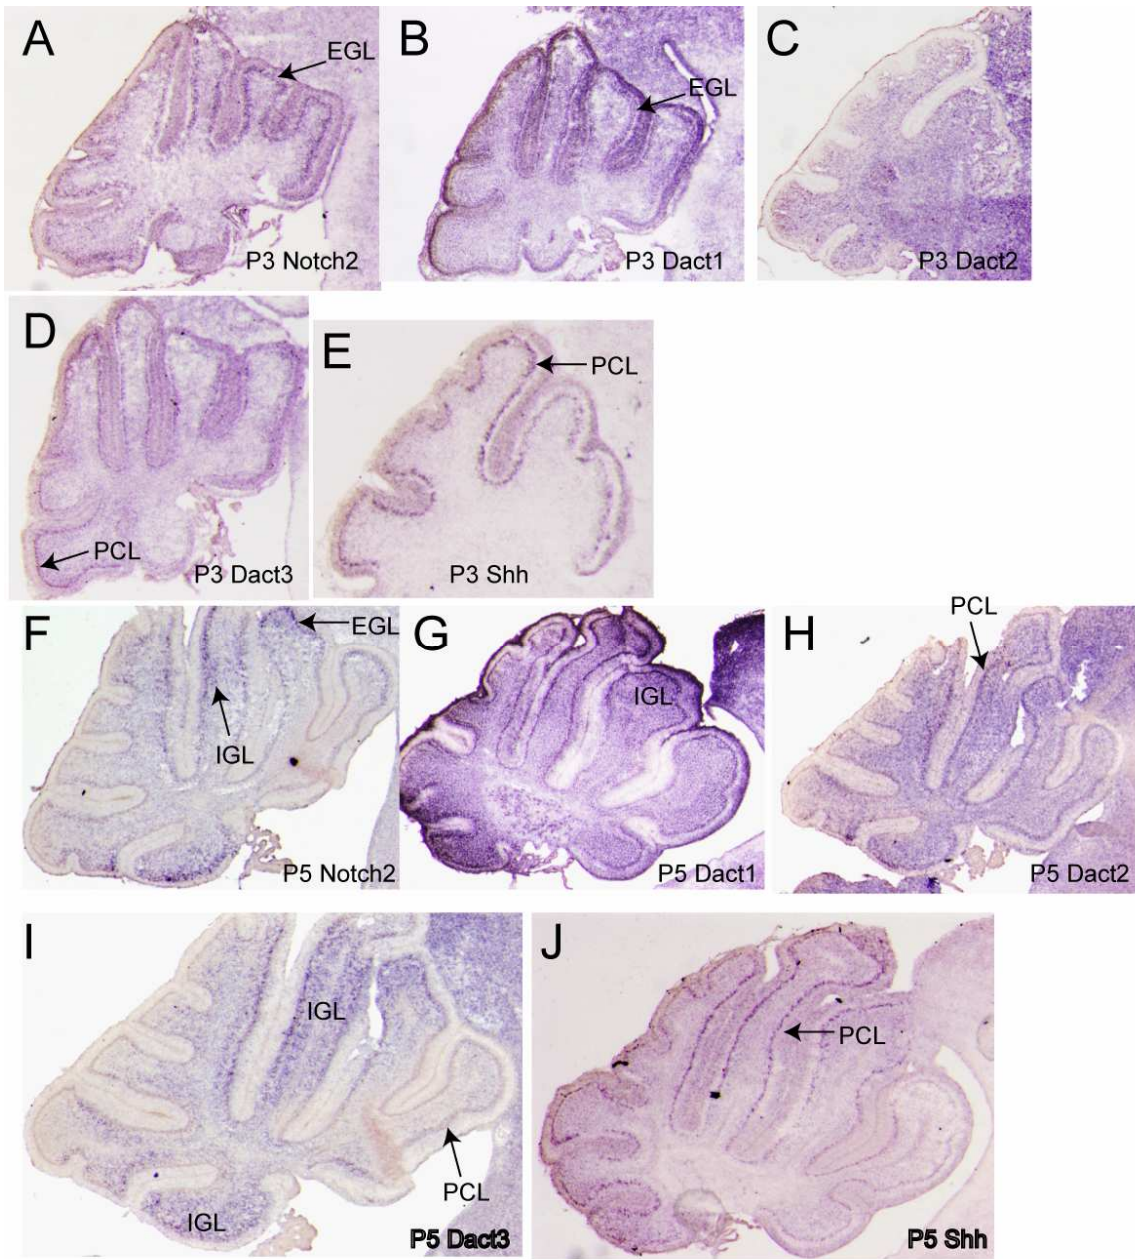 A
EGL
P3 Notch2
B
EGL
P3 Dact1
C
P3 Dact2
D
PCL
P3 Dact3
E
PCL
P3 Shh
F
EGL
IGL
P5 Notch2
G
IGL
P5 Dact1
PCL
H
P5 Dact2
I
IGL
PCL
IGL
P5 Dact3
J
PCL
P5 Shh